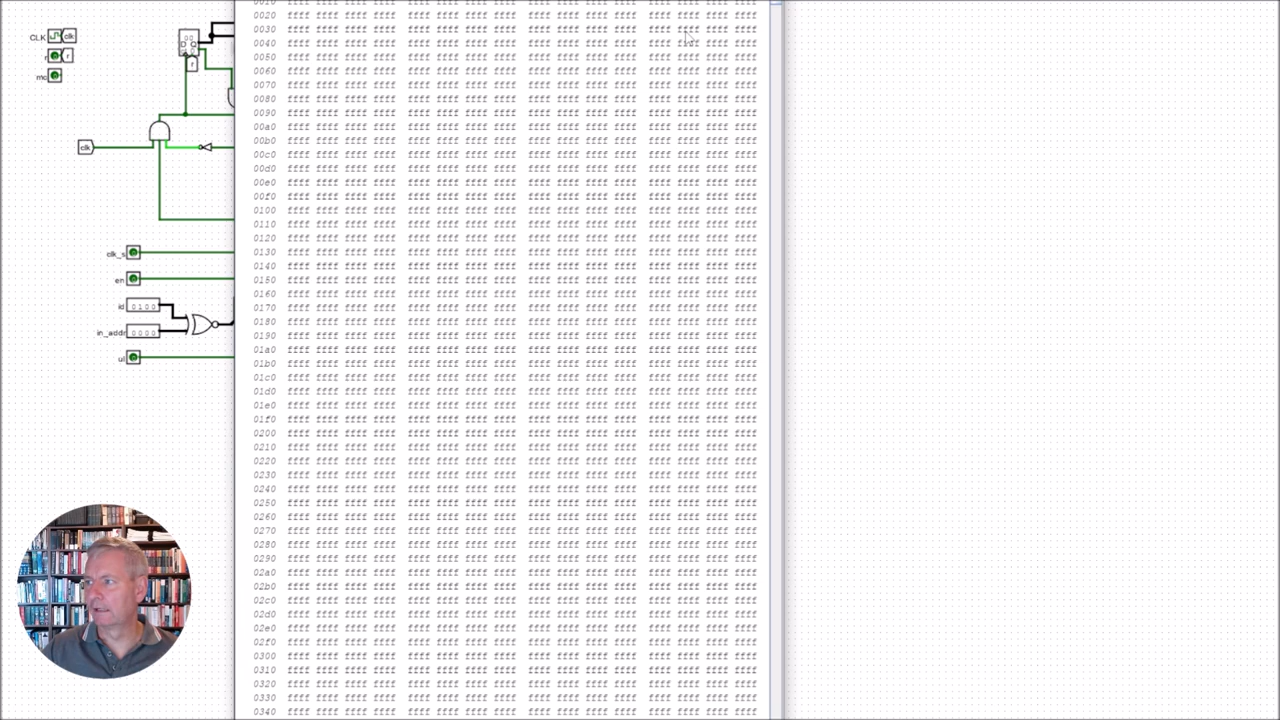 0010 ffff ffff ffff ffff ffff ffff ffff ffff ffff ffff ffff ffff ffff ffff ffff ffff
0020 ffff ffff ffff ffff ffff ffff ffff ffff ffff ffff ffff ffff ffff ffff ffff ffff
0030 ffff ffff ffff ffff ffff ffff ffff ffff ffff ffff ffff ffff ffff ffff ffff ffff
CLK clk
0040 ffff ffff ffff ffff ffff ffff ffff ffff ffff ffff ffff ffff ffff ffff ffff ffff
D Q
r r
0050 ffff ffff ffff ffff ffff ffff ffff ffff ffff ffff ffff ffff ffff ffff ffff ffff
r
0060 ffff ffff ffff ffff ffff ffff ffff ffff ffff ffff ffff ffff ffff ffff ffff ffff
mc
0070 ffff ffff ffff ffff ffff ffff ffff ffff ffff ffff ffff ffff ffff ffff ffff ffff
0080 ffff ffff ffff ffff ffff ffff ffff ffff ffff ffff ffff ffff ffff ffff ffff ffff
0090 ffff ffff ffff ffff ffff ffff ffff ffff ffff ffff ffff ffff ffff ffff ffff ffff
00a0 ffff ffff ffff ffff ffff ffff ffff ffff ffff ffff ffff ffff ffff ffff ffff ffff
00b0 ffff ffff ffff ffff ffff ffff ffff ffff ffff ffff ffff ffff ffff ffff ffff ffff
clk
00c0 ffff ffff ffff ffff ffff ffff ffff ffff ffff ffff ffff ffff ffff ffff ffff ffff
00d0 ffff ffff ffff ffff ffff ffff ffff ffff ffff ffff ffff ffff ffff ffff ffff ffff
00e0 ffff ffff ffff ffff ffff ffff ffff ffff ffff ffff ffff ffff ffff ffff ffff ffff
00f0 ffff ffff ffff ffff ffff ffff ffff ffff ffff ffff ffff ffff ffff ffff ffff ffff
0100 ffff ffff ffff ffff ffff ffff ffff ffff ffff ffff ffff ffff ffff ffff ffff ffff
0110 ffff ffff ffff ffff ffff ffff ffff ffff ffff ffff ffff ffff ffff ffff ffff ffff
0120 ffff ffff ffff ffff ffff ffff ffff ffff ffff ffff ffff ffff ffff ffff ffff ffff
clk_s
0130 ffff ffff ffff ffff ffff ffff ffff ffff ffff ffff ffff ffff ffff ffff ffff ffff
0140 ffff ffff ffff ffff ffff ffff ffff ffff ffff ffff ffff ffff ffff ffff ffff ffff
en
0150 ffff ffff ffff ffff ffff ffff ffff ffff ffff ffff ffff ffff ffff ffff ffff ffff
0160 ffff ffff ffff ffff ffff ffff ffff ffff ffff ffff ffff ffff ffff ffff ffff ffff
id 0100
0170 ffff ffff ffff ffff ffff ffff ffff ffff ffff ffff ffff ffff ffff ffff ffff ffff
0180 ffff ffff ffff ffff ffff ffff ffff ffff ffff ffff ffff ffff ffff ffff ffff ffff
in_addr 0000
0190 ffff ffff ffff ffff ffff ffff ffff ffff ffff ffff ffff ffff ffff ffff ffff ffff
01a0 ffff ffff ffff ffff ffff ffff ffff ffff ffff ffff ffff ffff ffff ffff ffff ffff
ul
01b0 ffff ffff ffff ffff ffff ffff ffff ffff ffff ffff ffff ffff ffff ffff ffff ffff
01c0 ffff ffff ffff ffff ffff ffff ffff ffff ffff ffff ffff ffff ffff ffff ffff ffff
01d0 ffff ffff ffff ffff ffff ffff ffff ffff ffff ffff ffff ffff ffff ffff ffff ffff
01e0 ffff ffff ffff ffff ffff ffff ffff ffff ffff ffff ffff ffff ffff ffff ffff ffff
01f0 ffff ffff ffff ffff ffff ffff ffff ffff ffff ffff ffff ffff ffff ffff ffff ffff
0200 ffff ffff ffff ffff ffff ffff ffff ffff ffff ffff ffff ffff ffff ffff ffff ffff
0210 ffff ffff ffff ffff ffff ffff ffff ffff ffff ffff ffff ffff ffff ffff ffff ffff
0220 ffff ffff ffff ffff ffff ffff ffff ffff ffff ffff ffff ffff ffff ffff ffff ffff
0230 ffff ffff ffff ffff ffff ffff ffff ffff ffff ffff ffff ffff ffff ffff ffff ffff
0240 ffff ffff ffff ffff ffff ffff ffff ffff ffff ffff ffff ffff ffff ffff ffff ffff
0250 ffff ffff ffff ffff ffff ffff ffff ffff ffff ffff ffff ffff ffff ffff ffff ffff
0260 ffff ffff ffff ffff ffff ffff ffff ffff ffff ffff ffff ffff ffff ffff ffff ffff
0270 ffff ffff ffff ffff ffff ffff ffff ffff ffff ffff ffff ffff ffff ffff ffff ffff
0280 ffff ffff ffff ffff ffff ffff ffff ffff ffff ffff ffff ffff ffff ffff ffff ffff
0290 ffff ffff ffff ffff ffff ffff ffff ffff ffff ffff ffff ffff ffff ffff ffff ffff
02a0 ffff ffff ffff ffff ffff ffff ffff ffff ffff ffff ffff ffff ffff ffff ffff ffff
02b0 ffff ffff ffff ffff ffff ffff ffff ffff ffff ffff ffff ffff ffff ffff ffff ffff
02c0 ffff ffff ffff ffff ffff ffff ffff ffff ffff ffff ffff ffff ffff ffff ffff ffff
02d0 ffff ffff ffff ffff ffff ffff ffff ffff ffff ffff ffff ffff ffff ffff ffff ffff
02e0 ffff ffff ffff ffff ffff ffff ffff ffff ffff ffff ffff ffff ffff ffff ffff ffff
02f0 ffff ffff ffff ffff ffff ffff ffff ffff ffff ffff ffff ffff ffff ffff ffff ffff
0300 ffff ffff ffff ffff ffff ffff ffff ffff ffff ffff ffff ffff ffff ffff ffff ffff
0310 ffff ffff ffff ffff ffff ffff ffff ffff ffff ffff ffff ffff ffff ffff ffff ffff
0320 ffff ffff ffff ffff ffff ffff ffff ffff ffff ffff ffff ffff ffff ffff ffff ffff
0330 ffff ffff ffff ffff ffff ffff ffff ffff ffff ffff ffff ffff ffff ffff ffff ffff
0340 ffff ffff ffff ffff ffff ffff ffff ffff ffff ffff ffff ffff ffff ffff ffff ffff